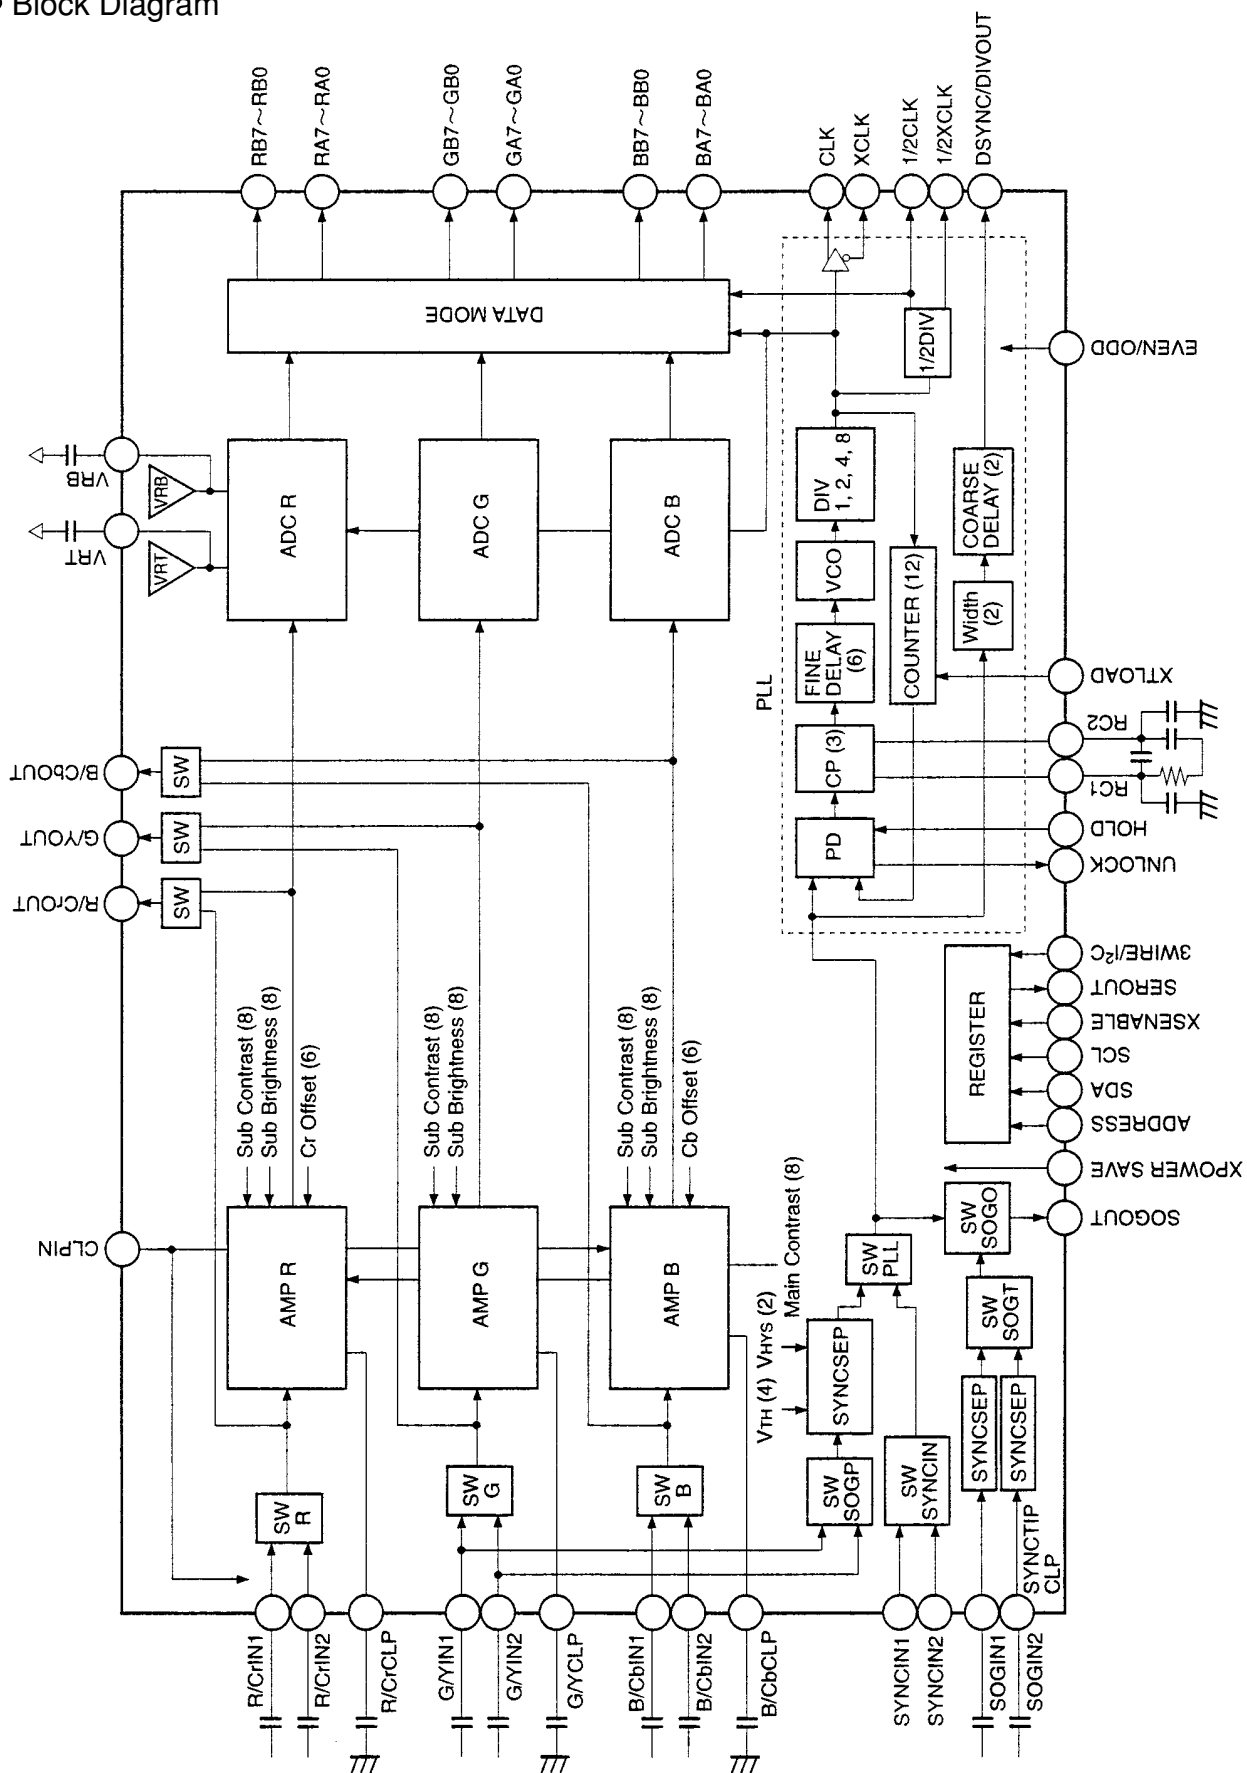 Block Diagram
RB7~RB0
RA7~RA0
GB7~GB0
GA7~GA0
BB7~BB0
BA7~BA0
CLK
XCLK
1/2CLK
1/2XCLK
DSYNC/DIVOUT
DATA MODE
1/2DIV
EVEN/ODD
VRB
VRB
VRT
VRT
ADC R
ADC G
ADC B
DIV
1, 2, 4, 8
VCO
FINE
DELAY
(6)
CP (3)
PD
COUNTER (12)
COARSE
DELAY (2)
Width
(2)
PLL
XTLOAD
RC2
RC1
HOLD
UNLOCK
B/CbOUT
G/YOUT
R/CrOUT
SW
SW
SW
Sub Contrast (8)
Sub Brightness (8)
Cr Offset (6)
Sub Contrast (8)
Sub Brightness (8)
Sub Contrast (8)
Sub Brightness (8)
Cb Offset (6)
3WIRE/I²C
SEROUT
XSENABLE
SCL
SDA
ADDRESS
REGISTER
XPOWER SAVE
SOGOUT
CLPIN
AMP R
AMP G
AMP B
Main Contrast (8)
VHYS (2)
VTH (4)
SW
PLL
SW
SOGO
SW
SOGT
SYNCSEP
SYNCSEP
SYNCSEP
SW
R
SW
G
SW
B
SW
SOGP
SW
SYNCIN
SYNCTIP
CLP
R/CrIN1
R/CrIN2
R/CrCLP
G/YIN1
G/YIN2
G/YCLP
B/CbIN1
B/CbIN2
B/CbCLP
SYNCIN1
SYNCIN2
SOGIN1
SOGIN2